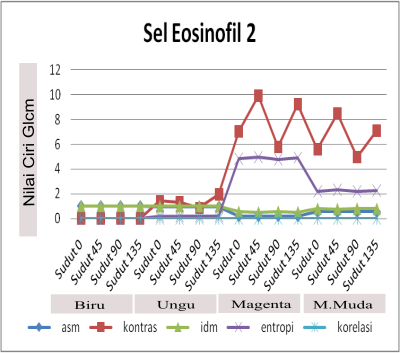 Sel Eosinofil 2
Nilai Ciri Glcm
12
10
8
6
4
2
0
Sudut 0
Sudut 45
Sudut 90
Sudut 135
Sudut 0
Sudut 45
Sudut 90
Sudut 135
Sudut 0
Sudut 45
Sudut 90
Sudut 135
Sudut 0
Sudut 45
Sudut 90
Sudut 135
Biru Ungu Magenta M.Muda
asm kontras idm entropi korelasi